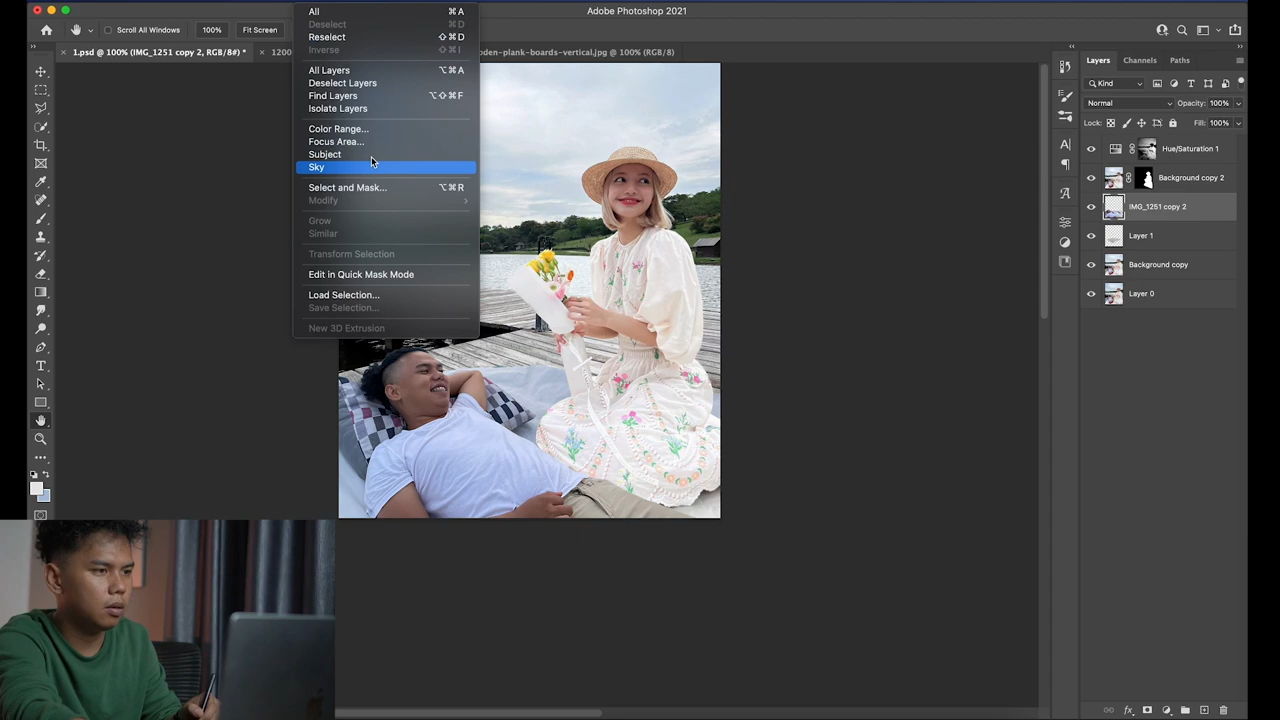 Adobe Photoshop 2021
Scroll All Windows
100%
Fit Screen
1.psd @ 100% (IMG_1251 copy 2, RGB/8#) *
1200
oden-plank-boards-vertical.jpg @ 100% (RGB/8)
All ⌘A
Deselect ⌘D
Reselect ⇧⌘D
Inverse ⇧⌘I
All Layers ⌥⌘A
Deselect Layers
Find Layers ⌥⇧⌘F
Isolate Layers
Color Range...
Focus Area...
Subject
Sky
Select and Mask... ⌥⌘R
Modify
Grow
Similar
Transform Selection
Edit in Quick Mask Mode
Load Selection...
Save Selection...
New 3D Extrusion
Layers
Channels
Paths
Kind
Normal
Opacity: 100%
Lock:
Fill: 100%
Hue/Saturation 1
Background copy 2
IMG_1251 copy 2
Layer 1
Background copy
Layer 0